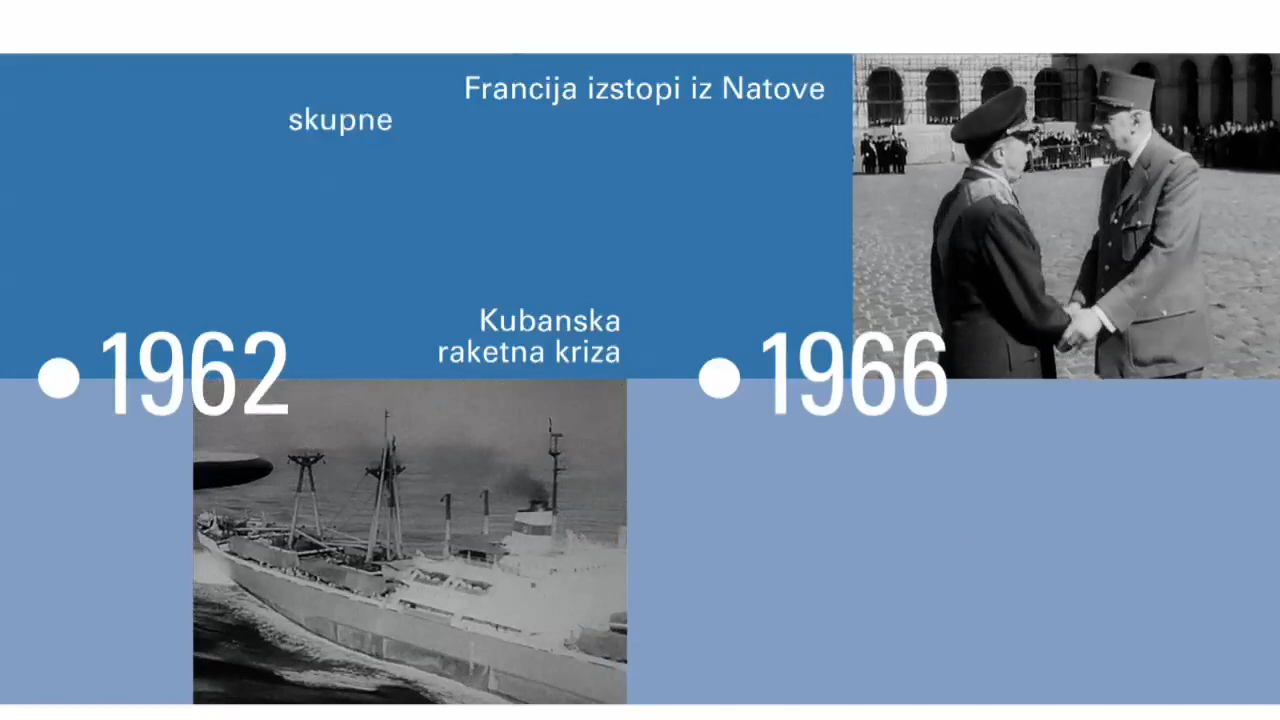 Francija izstopi iz Natove
skupne
Kubanska
raketna kriza
1962
1966